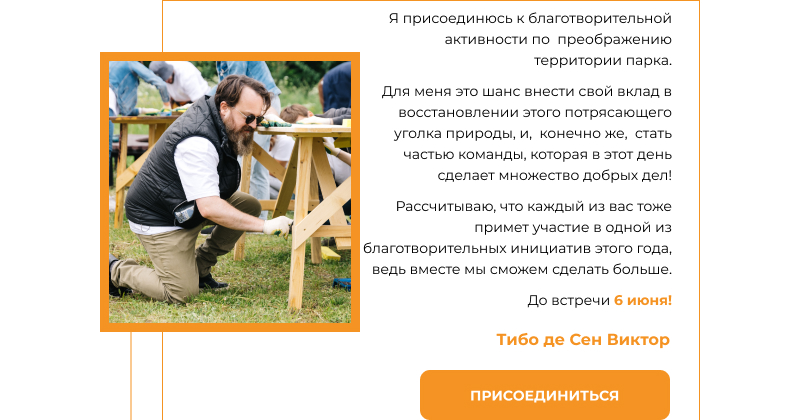 Я присоединюсь к благотворительной
активности по  преображению
территории парка.
Для меня это шанс внести свой вклад в
восстановлении этого потрясающего
уголка природы, и,  конечно же,  стать
частью команды, которая в этот день
сделает множество добрых дел!
Рассчитываю, что каждый из вас тоже
примет участие в одной из
благотворительных инициатив этого года,
ведь вместе мы сможем сделать больше.
До встречи 6 июня!
Тибо де Сен Виктор
ПРИСОЕДИНИТЬСЯ